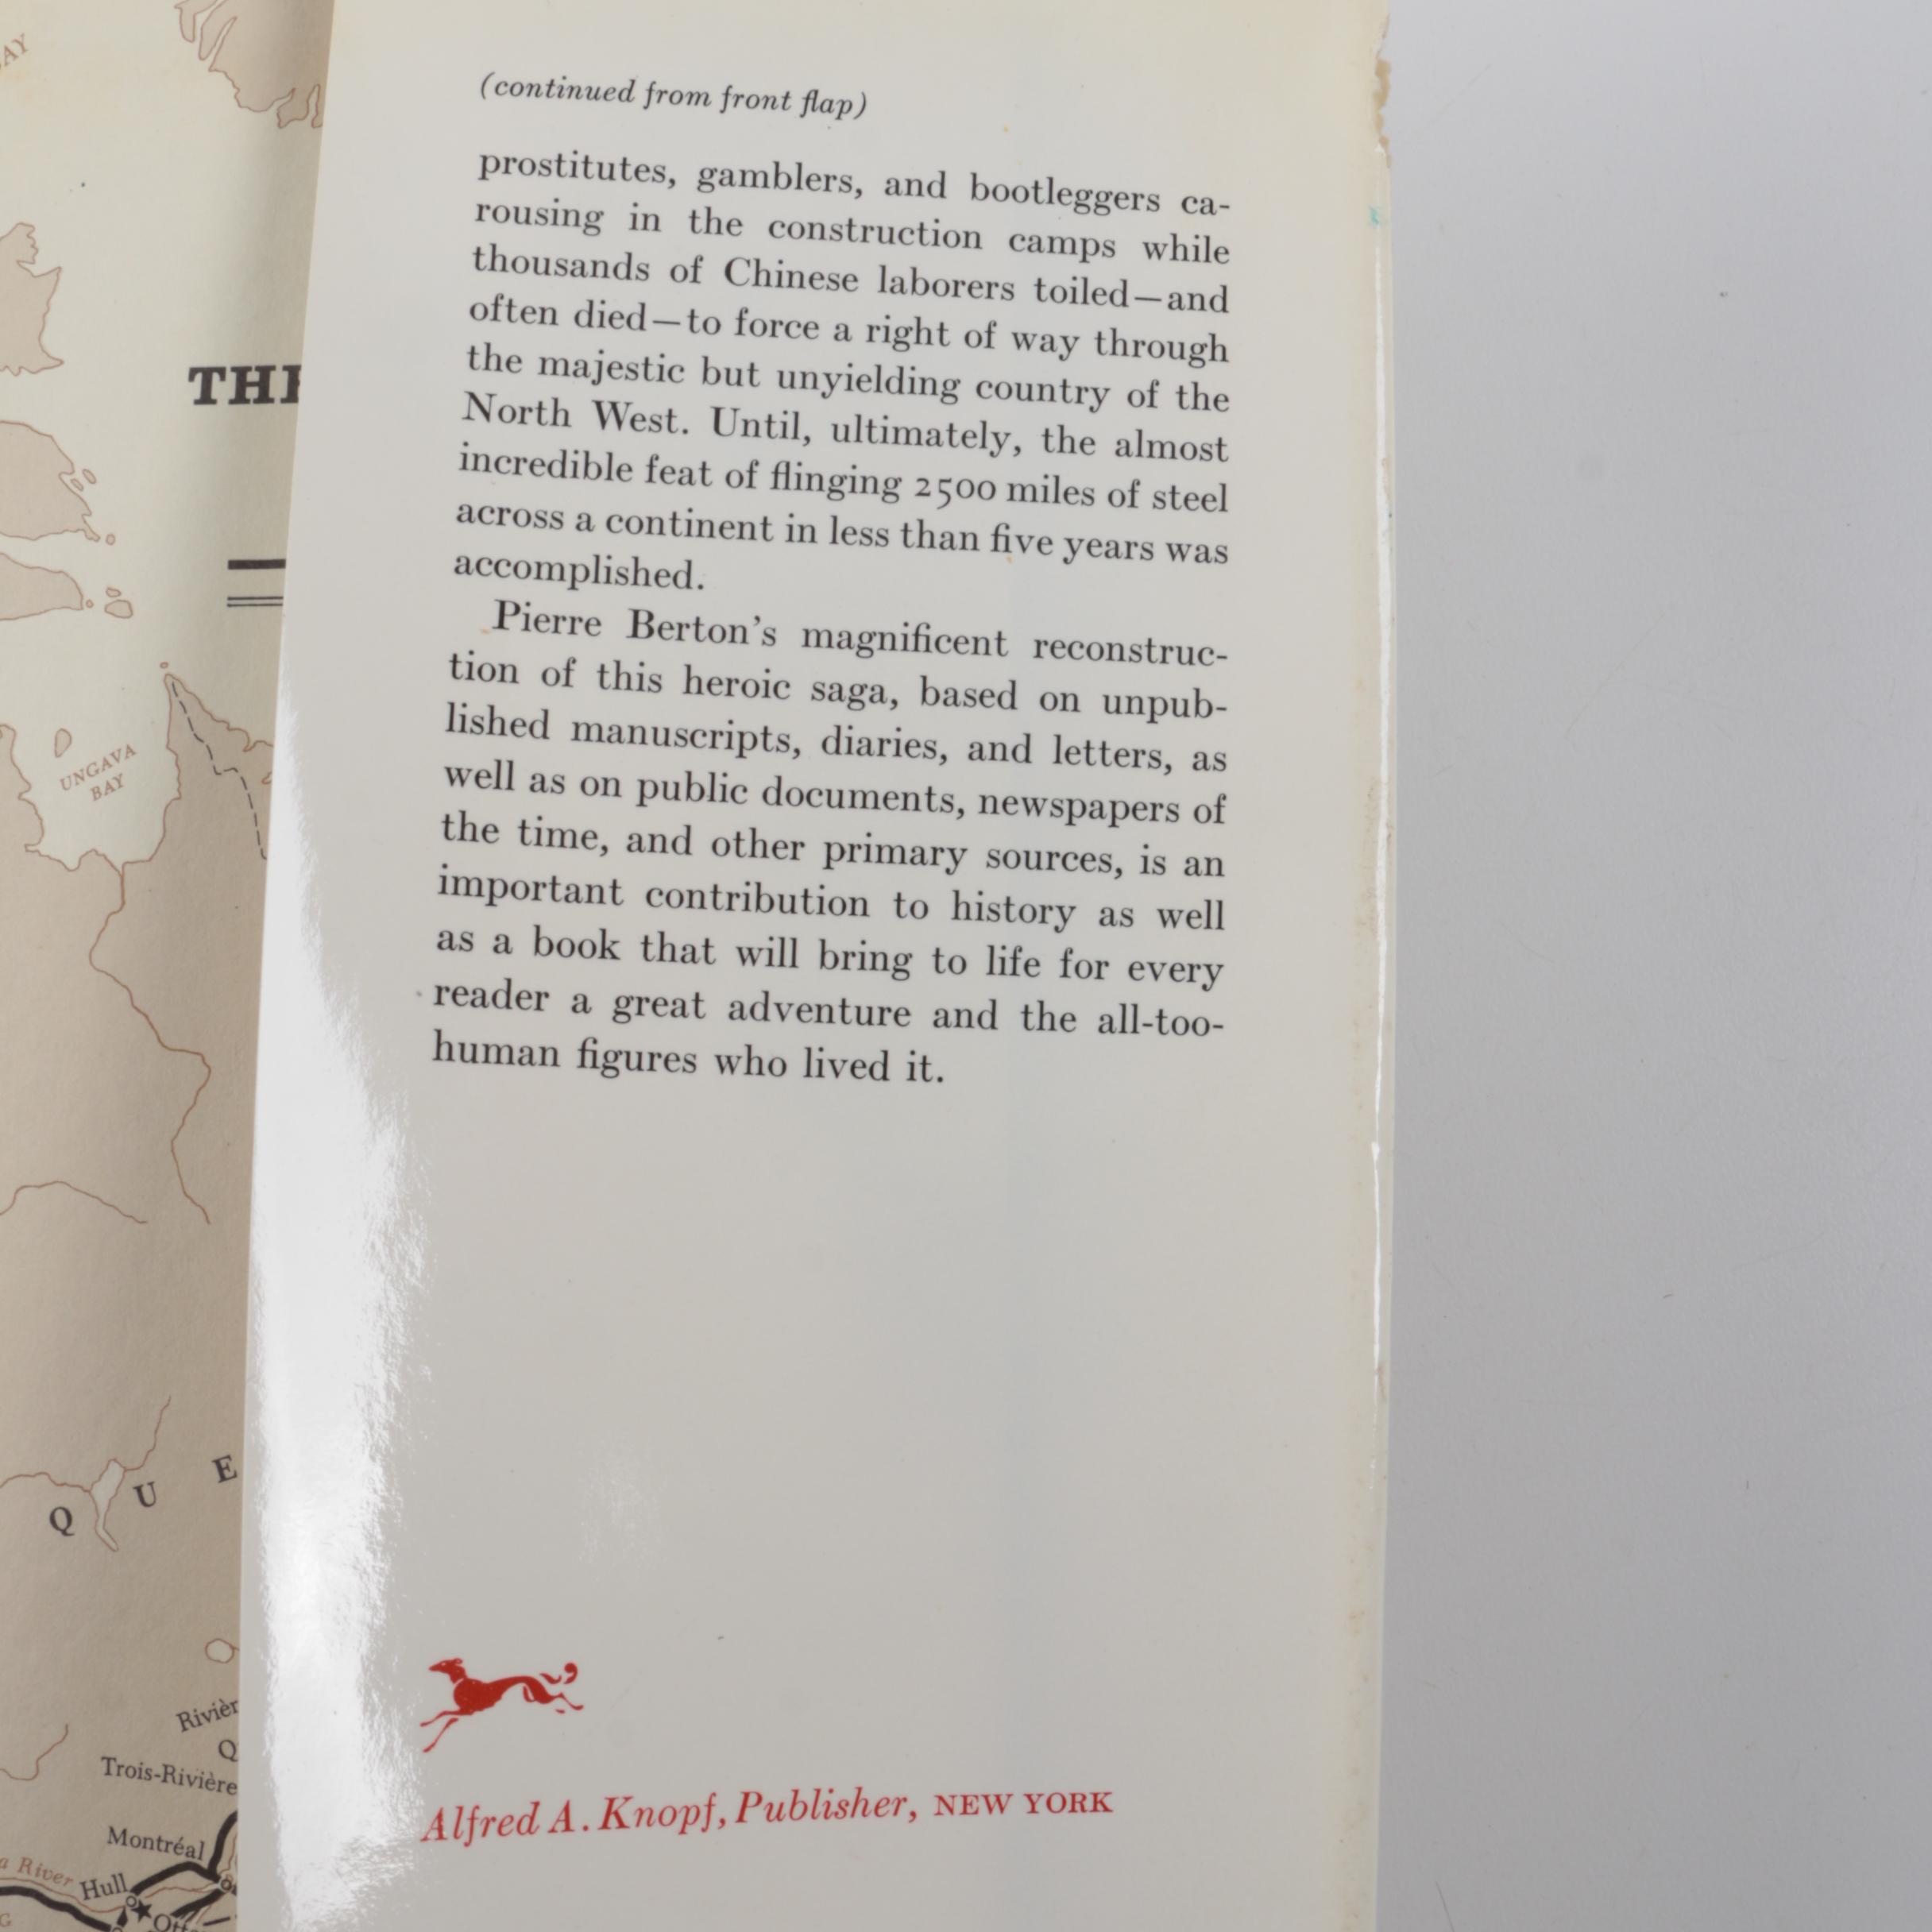 (continued from front flap)
prostitutes, gamblers, and bootleggers ca-
rousing in the construction camps while
thousands of Chinese laborers toiled—and
often died—to force a right of way through
the majestic but unyielding country of the
North West. Until, ultimately, the almost
incredible feat of flinging 2500 miles of steel
across a continent in less than five years was
accomplished.
Pierre Berton's magnificent reconstruc-
tion of this heroic saga, based on unpub-
lished manuscripts, diaries, and letters, as
well as on public documents, newspapers of
the time, and other primary sources, is an
important contribution to history as well
as a book that will bring to life for every
reader a great adventure and the all-too-
human figures who lived it.
Alfred A. Knopf, Publisher, NEW YORK
UNGAVA
BAY
Q U E
Montréal
River
Hull